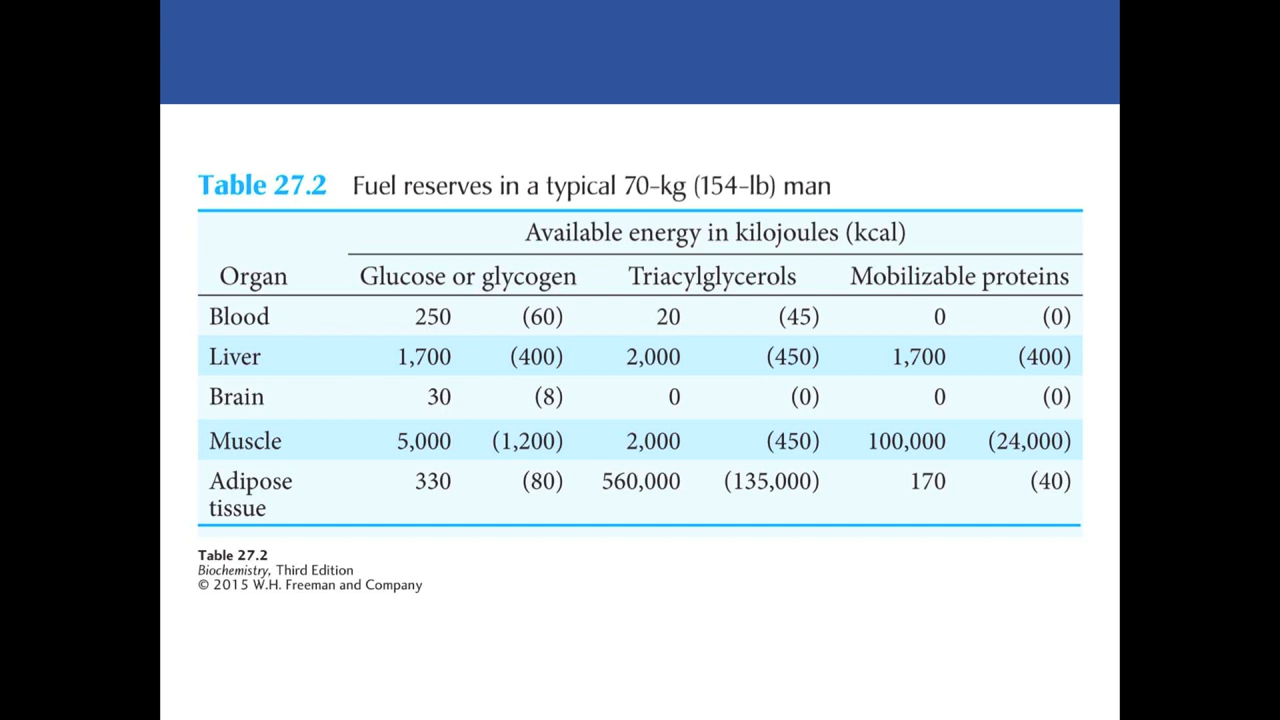 Table 27.2 Fuel reserves in a typical 70-kg (154-lb) man
Available energy in kilojoules (kcal)
Organ Glucose or glycogen Triacylglycerols Mobilizable proteins
Blood 250 (60) 20 (45) 0 (0)
Liver 1,700 (400) 2,000 (450) 1,700 (400)
Brain 30 (8) 0 (0) 0 (0)
Muscle 5,000 (1,200) 2,000 (450) 100,000 (24,000)
Adipose 330 (80) 560,000 (135,000) 170 (40)
tissue
Table 27.2
Biochemistry, Third Edition
© 2015 W.H. Freeman and Company